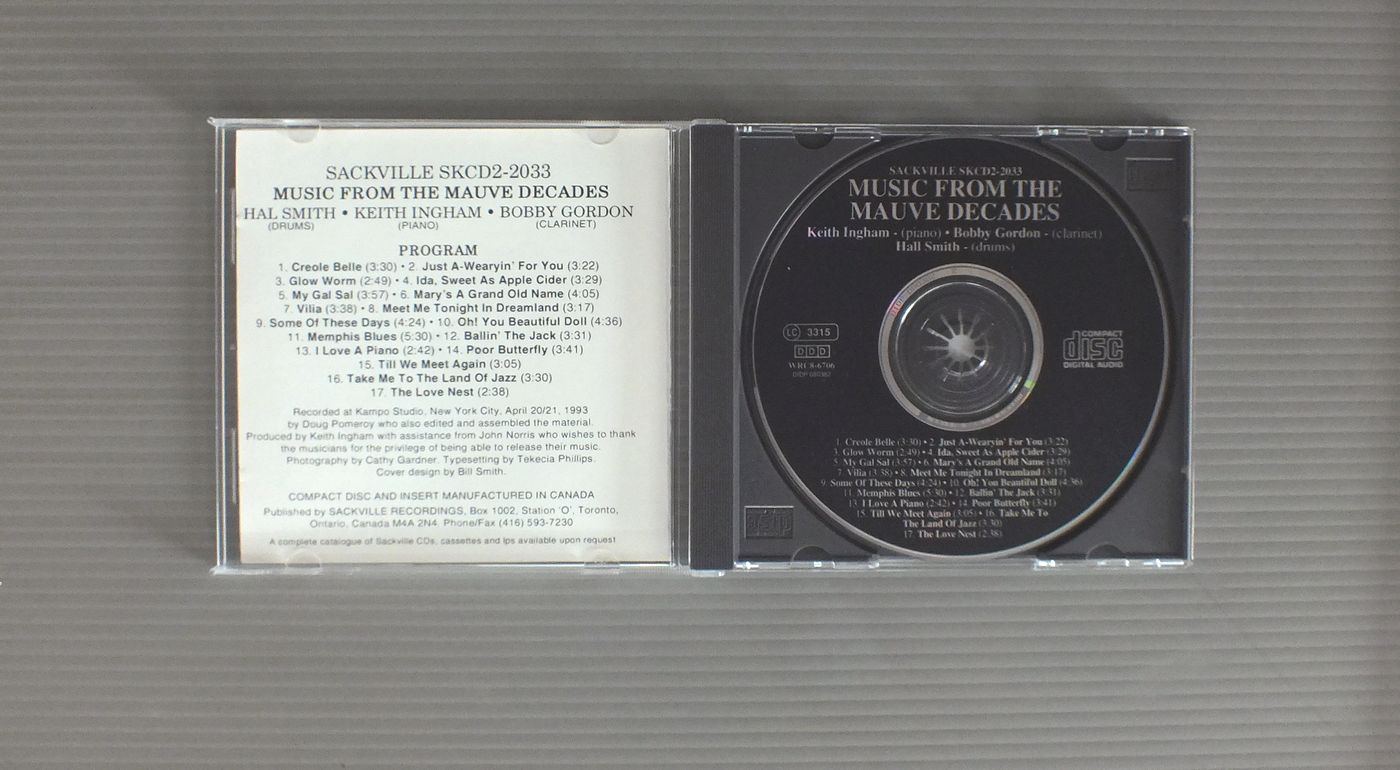 SACKVILLE SKCD2-2033
MUSIC FROM THE MAUVE DECADES
HAL SMITH • KEITH INGHAM • BOBBY GORDON
(DRUMS) (PIANO) (CLARINET)
PROGRAM
1. Creole Belle (3:30) • 2. Just A-Wearyin' For You (3:22)
3. Glow Worm (2:49) • 4. Ida, Sweet As Apple Cider (3:29)
5. My Gal Sal (3:57) • 6. Mary's A Grand Old Name (4:05)
7. Vilia (3:38) • 8. Meet Me Tonight In Dreamland (3:17)
9. Some Of These Days (4:24) • 10. Oh! You Beautiful Doll (4:36)
11. Memphis Blues (5:30) • 12. Ballin' The Jack (3:31)
13. I Love A Piano (2:42) • 14. Poor Butterfly (3:41)
15. Till We Meet Again (3:05)
16. Take Me To The Land Of Jazz (3:30)
17. The Love Nest (2:38)
Recorded at Kampo Studio, New York City, April 20/21, 1993
by Doug Pomeroy who also edited and assembled the material.
Produced by Keith Ingham with assistance from John Norris who wishes to thank
the musicians for the privilege of being able to release their music.
Photography by Cathy Gardner. Typesetting by Tekecia Phillips.
Cover design by Bill Smith.
COMPACT DISC AND INSERT MANUFACTURED IN CANADA
Published by SACKVILLE RECORDINGS, Box 1002, Station 'O', Toronto,
Ontario, Canada M4A 2N4 Phone/Fax (416) 593-7230
A complete catalogue of Sackville CDs, cassettes and lps available upon request
SACKVILLE SKCD2-2033
MUSIC FROM THE
MAUVE DECADES
Keith Ingham - (piano) • Bobby Gordon - (clarinet)
Hall Smith - (drums)
LC 3315
DDD
WRC8-6706
COMPACT
disc
DIGITAL AUDIO
1. Creole Belle (3:30) • 2. Just A-Wearyin' For You (3:22)
3. Glow Worm (2:49) • 4. Ida, Sweet As Apple Cider (3:29)
5. My Gal Sal (3:57) • 6. Mary's A Grand Old Name (4:05)
7. Vilia (3:38) • 8. Meet Me Tonight In Dreamland (3:17)
9. Some Of These Days (4:24) • 10. Oh! You Beautiful Doll (4:36)
11. Memphis Blues (5:30) • 12. Ballin' The Jack (3:31)
13. I Love A Piano (2:42) • 14. Poor Butterfly (3:41)
15. Till We Meet Again (3:05) • 16. Take Me To
The Land Of Jazz (3:30)
17. The Love Nest (2:38)